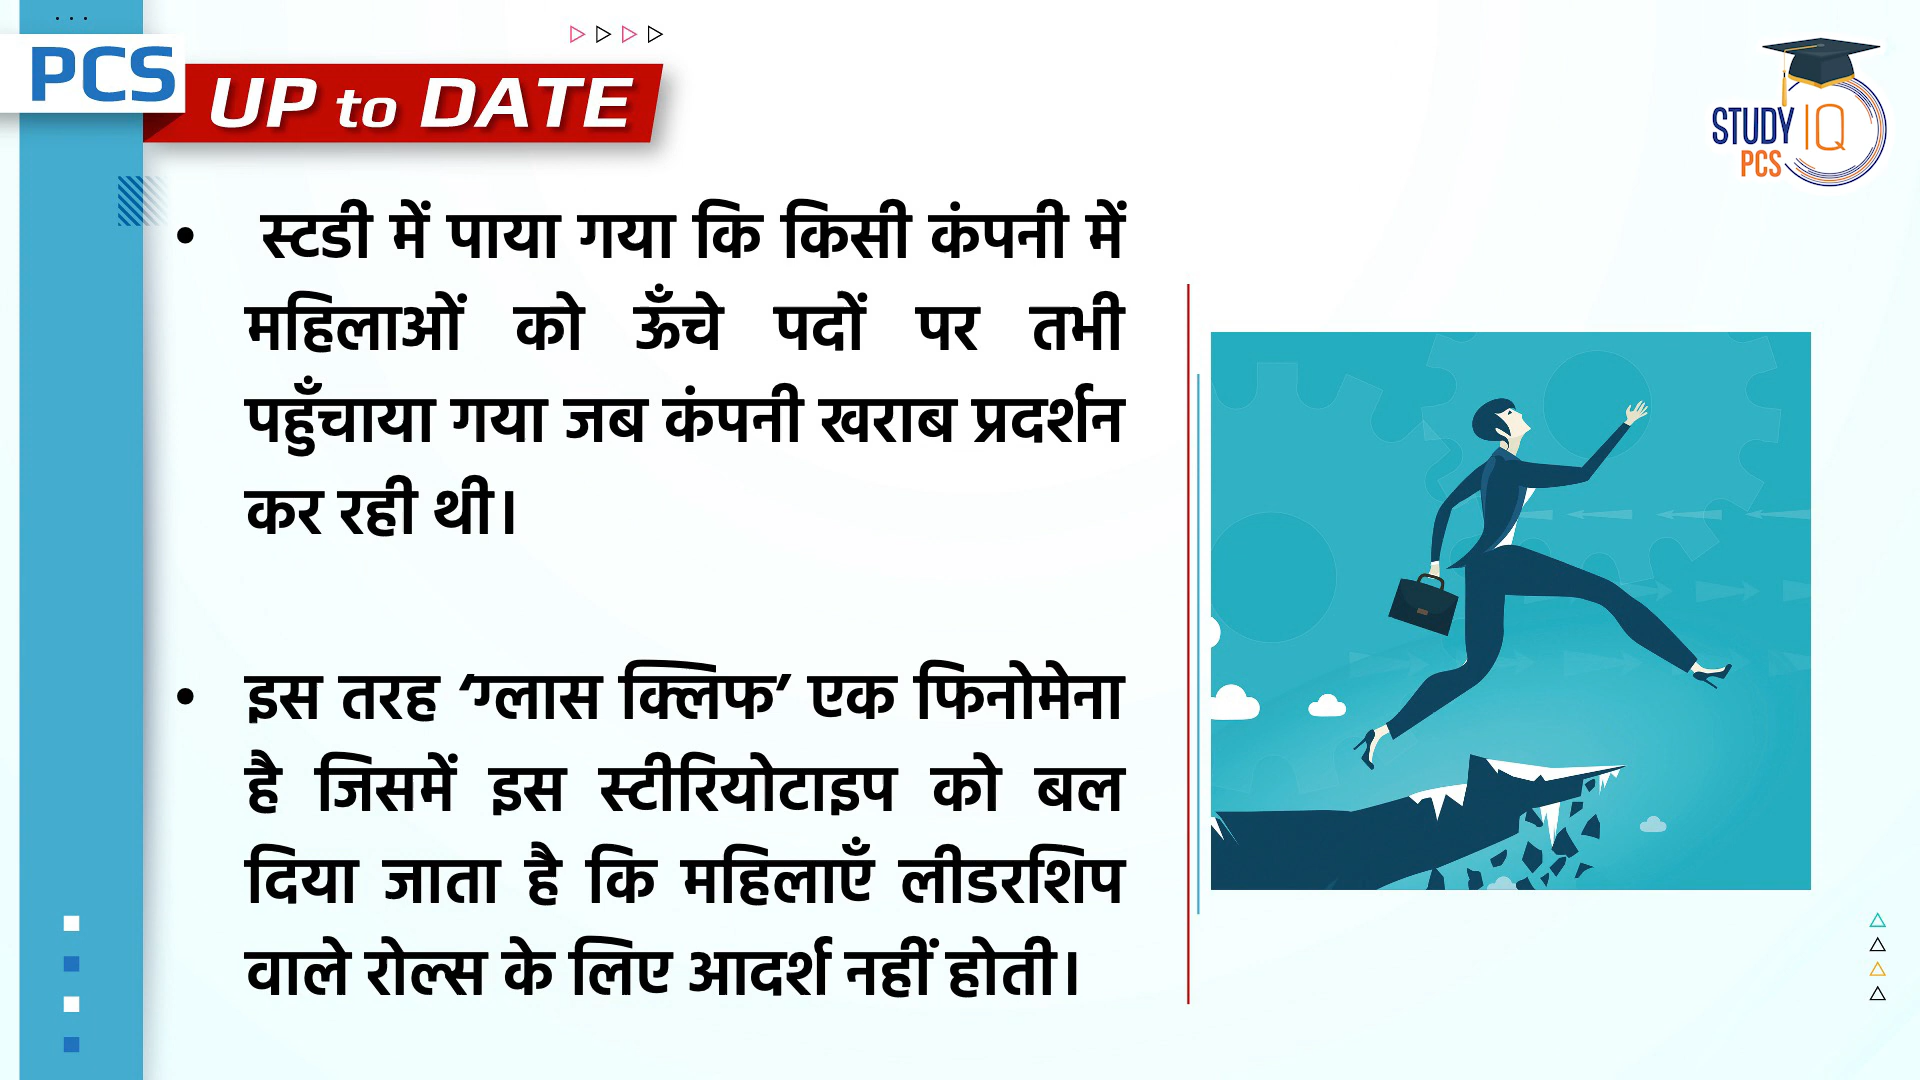 PCS
UP to DATE
STUDY IQ
PCS
• स्टडी में पाया गया कि किसी कंपनी में
महिलाओं को ऊँचे पदों पर तभी
पहुँचाया गया जब कंपनी खराब प्रदर्शन
कर रही थी।
• इस तरह ‘ग्लास क्लिफ’ एक फिनोमेना
है जिसमें इस स्टीरियोटाइप को बल
दिया जाता है कि महिलाएँ लीडरशिप
वाले रोल्स के लिए आदर्श नहीं होती।